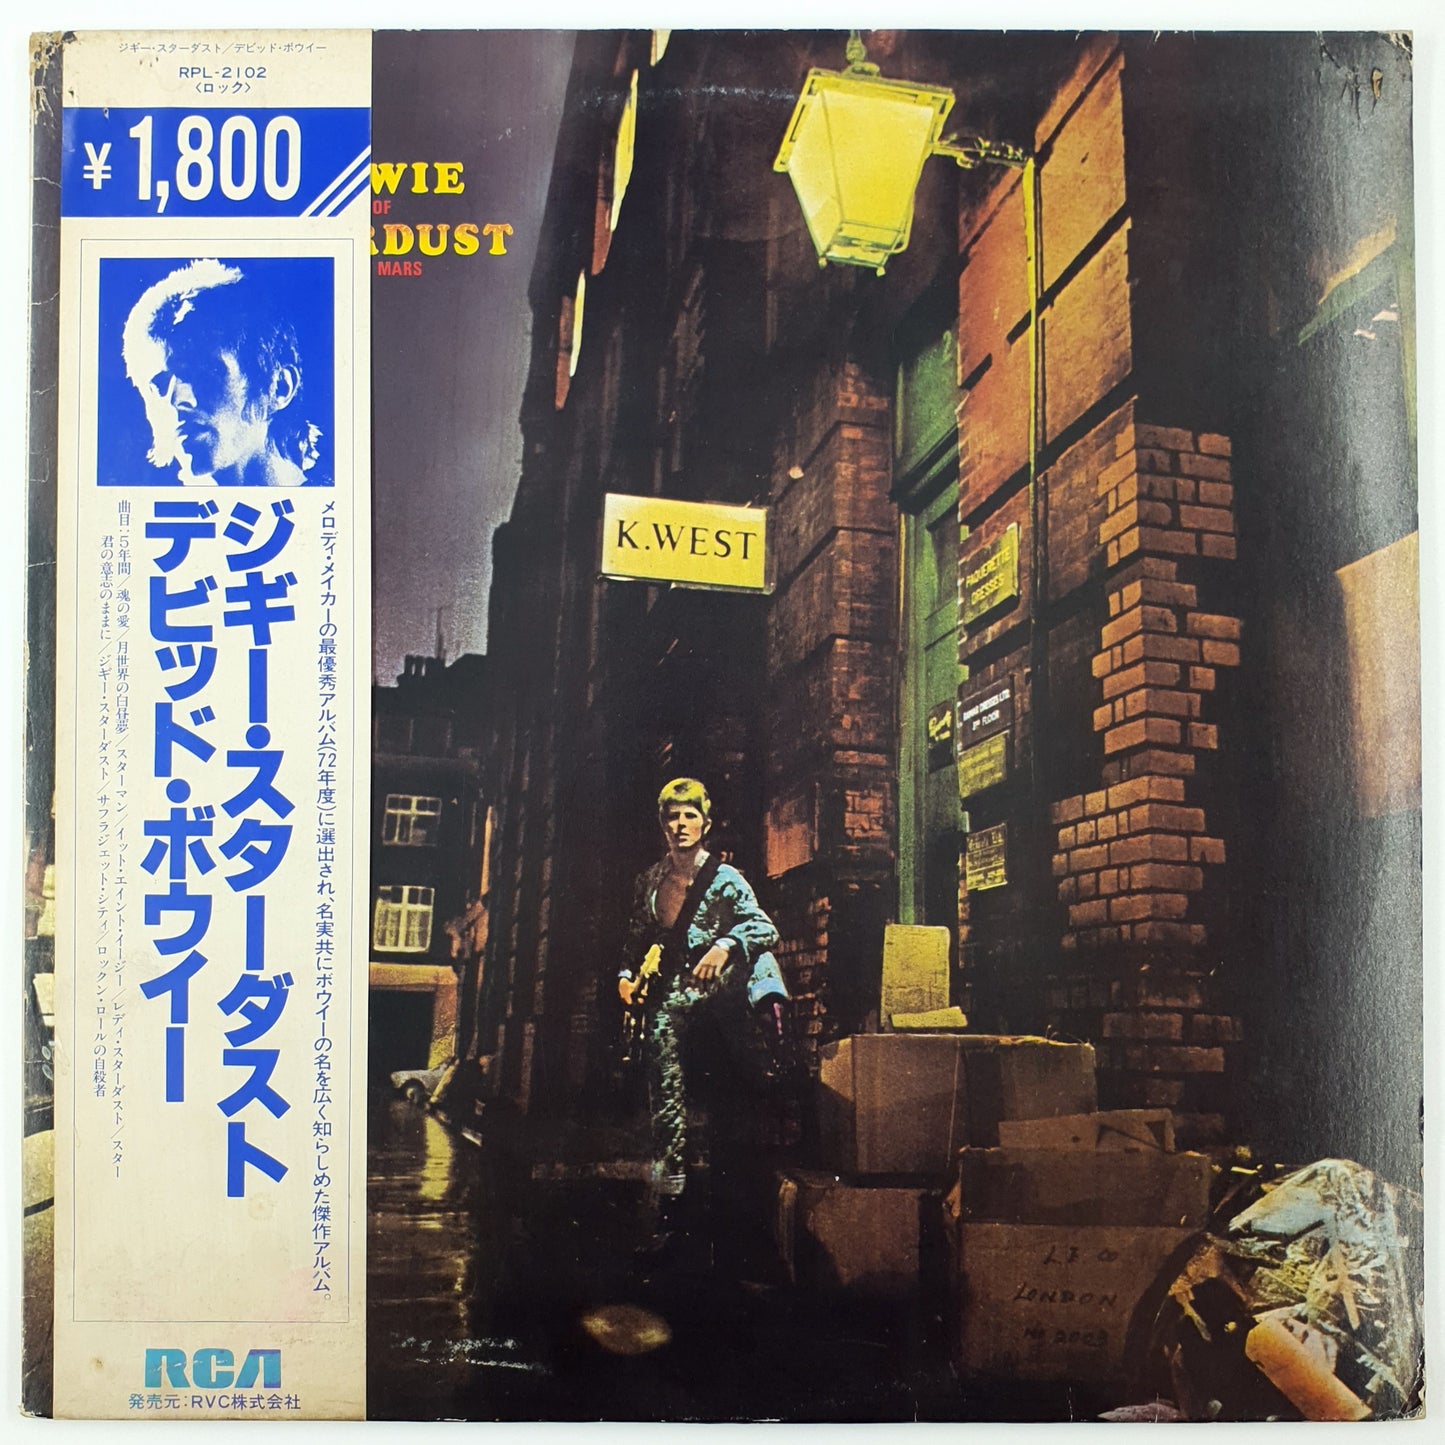 ジギー・スターダスト／デビッド・ボウイー
RPL-2102
〈ロック〉
¥1,800
メロディ・メイカーの最優秀アルバム(72年度)に選出され、名実共にボウイーの名を広く知らしめた傑作アルバム。
ジギー・スターダスト
デビッド・ボウイー
曲目：5年間／魂の愛／月世界の白昼夢／スターマン／イット・エイント・イージー／レディ・スターダスト／スター
君の意志のままに／ジギー・スターダスト／サフラジェット・シティ／ロックン・ロールの自殺者
RCA
発売元：RVC株式会社
WIE
OF
RDUST
MARS
K.WEST
PAQUERETTE
DRESSES
2ND FLOOR
L.I. CO
LONDON